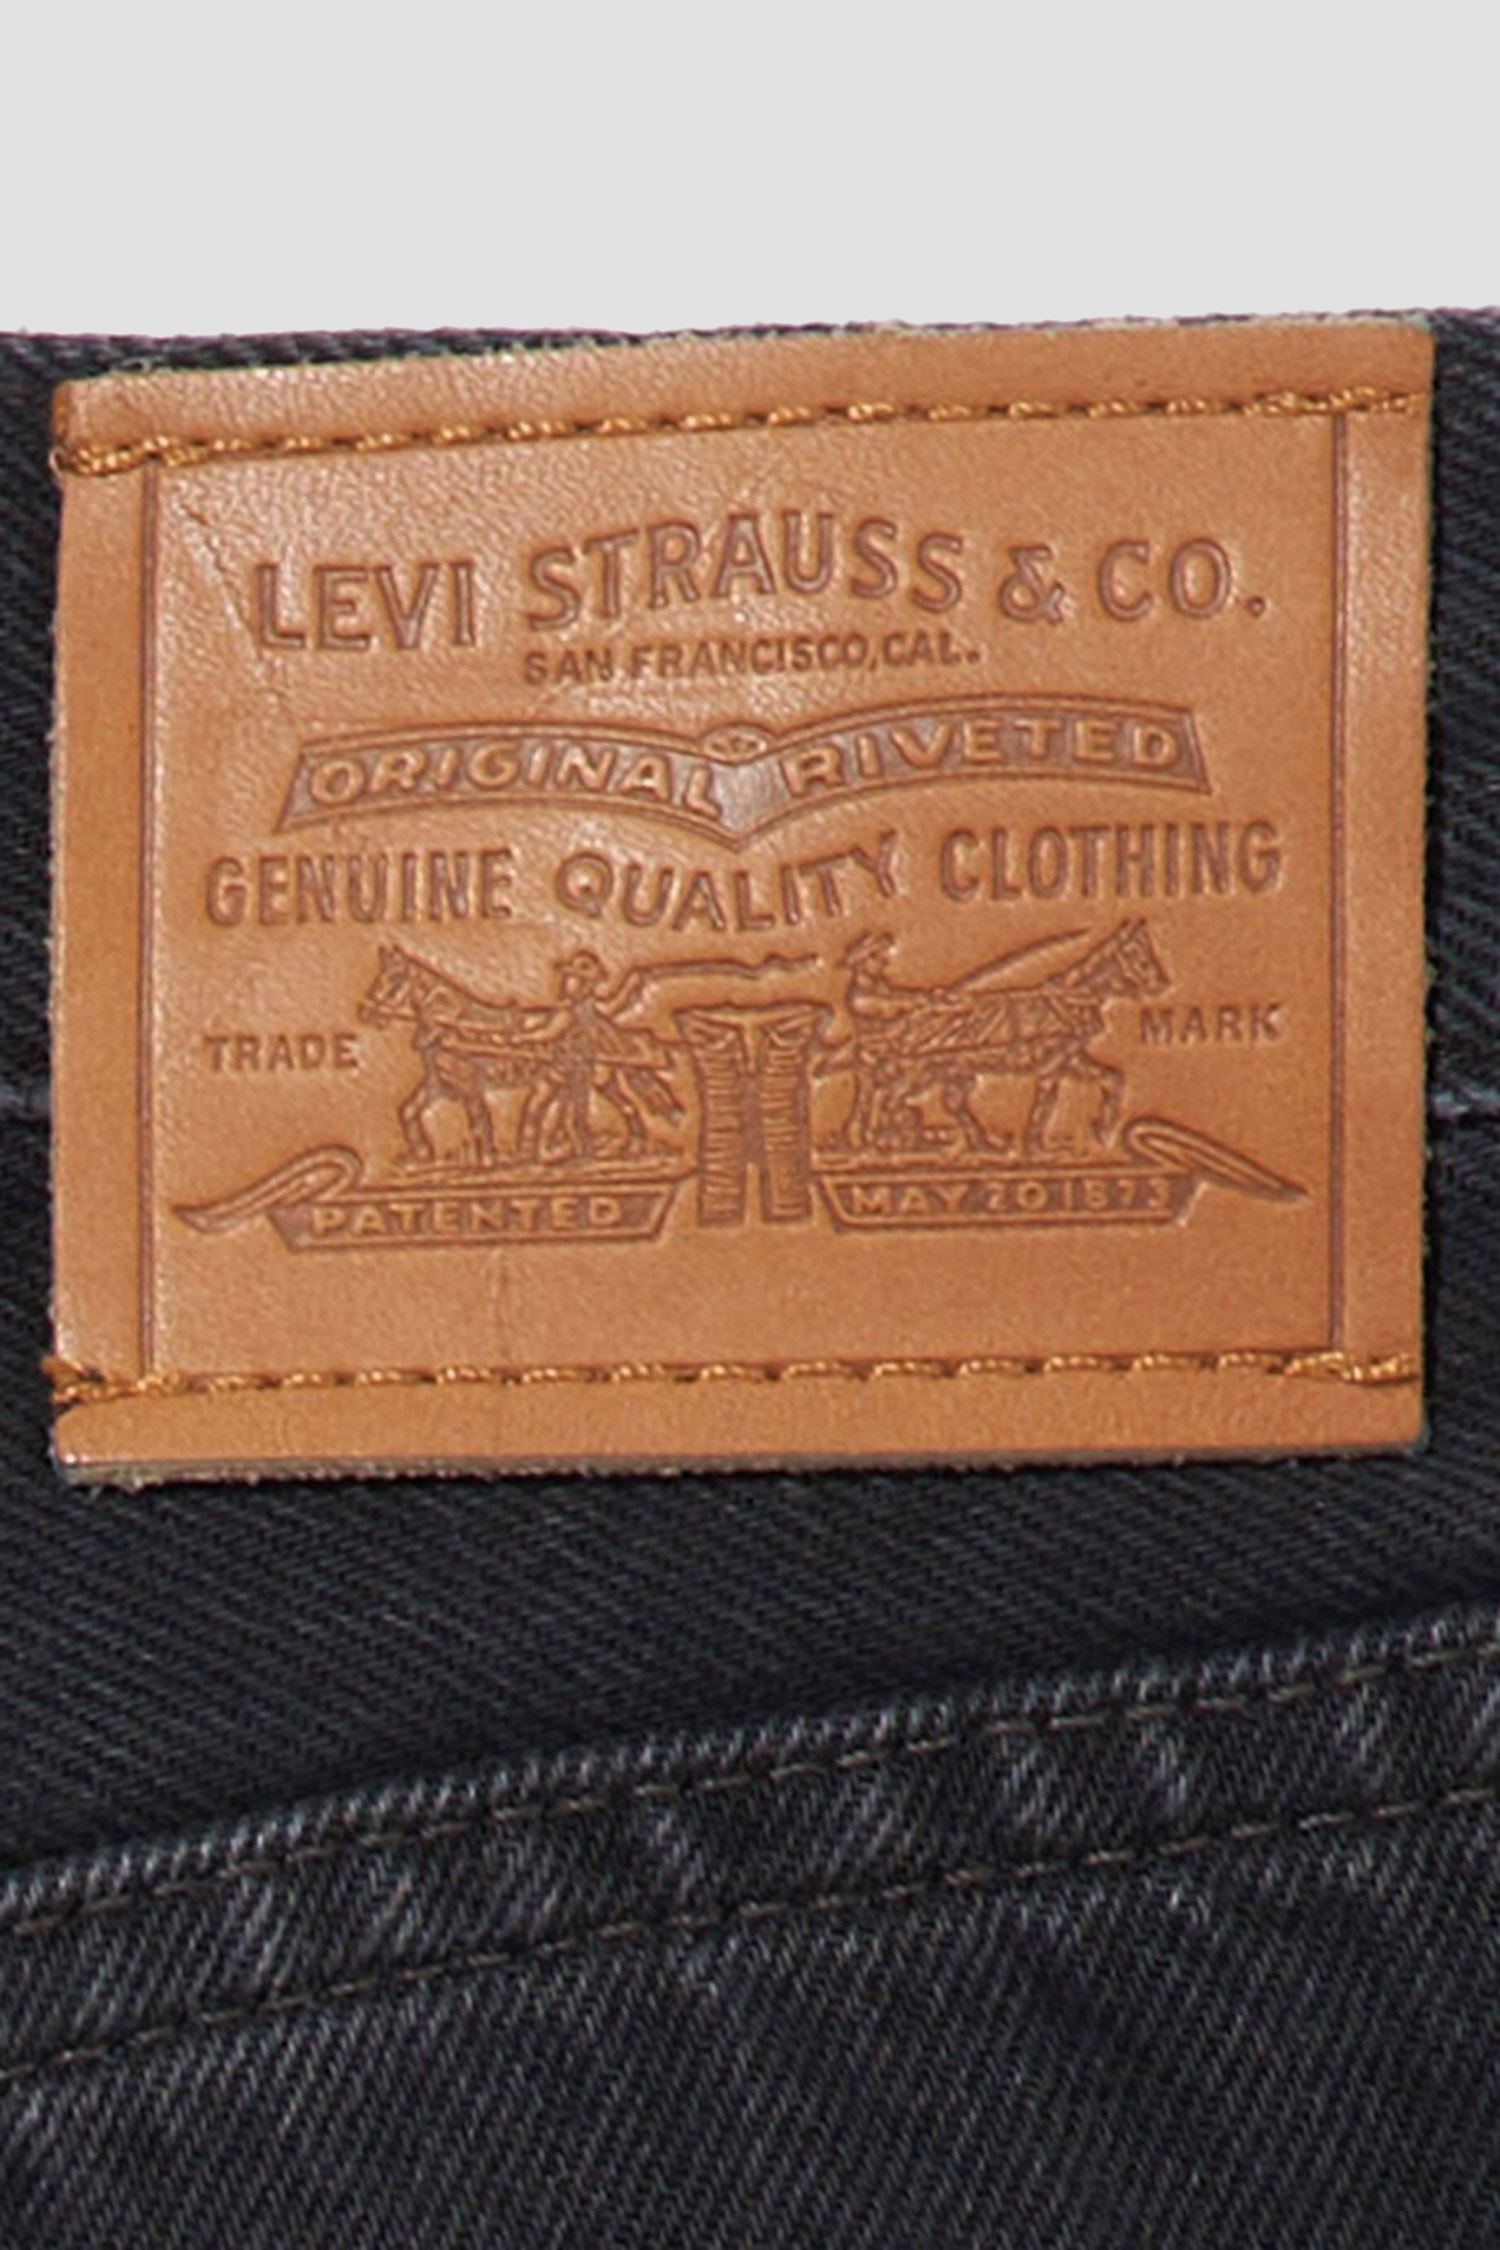 LEVI STRAUSS & CO.
SAN FRANCISCO, CAL.
ORIGINAL RIVETED
GENUINE QUALITY CLOTHING
TRADE MARK
PATENTED MAY 20 1873